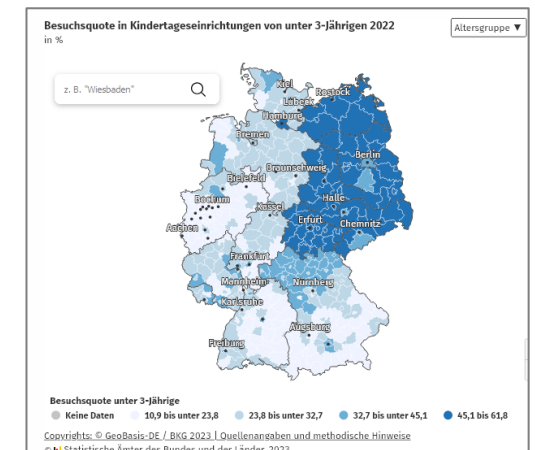 Besuchsquote in Kindertageseinrichtungen von unter 3-Jährigen 2022
in %
Altersgruppe ▼
z. B. "Wiesbaden"
Kiel
Rostock
Lübeck
Hamburg
Bremen
Berlin
Braunschweig
Bielefeld
Halle
Bochum
Kassel
Erfurt
Chemnitz
Aachen
Frankfurt
Mannheim
Nürnberg
Karlsruhe
Augsburg
Freiburg
Besuchsquote unter 3-Jährige
Keine Daten 10,9 bis unter 23,8 23,8 bis unter 32,7 32,7 bis unter 45,1 45,1 bis 61,8
Copyrights: © GeoBasis-DE / BKG 2023 | Quellenangaben und methodische Hinweise
Statistische Ämter des Bundes und der Länder, 2023